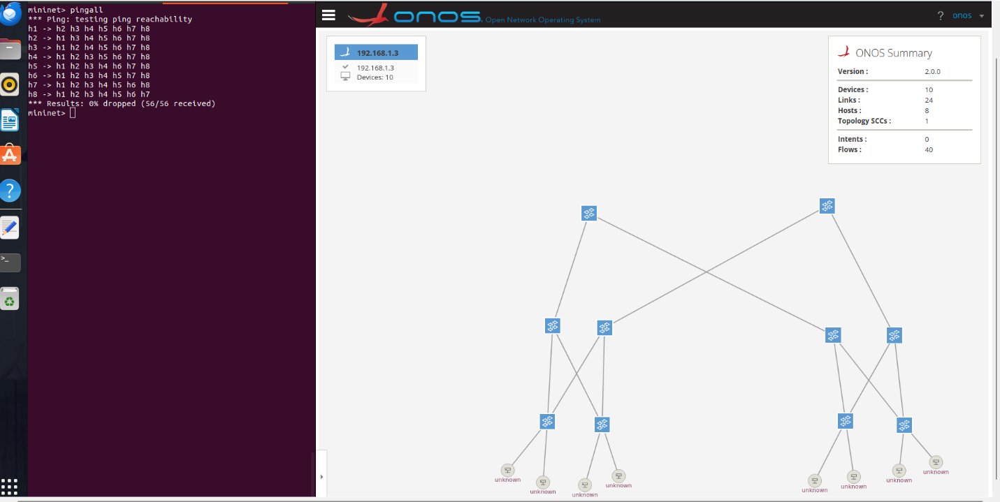 mininet> pingall
*** Ping: testing ping reachability
h1 -> h2 h3 h4 h5 h6 h7 h8
h2 -> h1 h3 h4 h5 h6 h7 h8
h3 -> h1 h2 h4 h5 h6 h7 h8
h4 -> h1 h2 h3 h5 h6 h7 h8
h5 -> h1 h2 h3 h4 h6 h7 h8
h6 -> h1 h2 h3 h4 h5 h7 h8
h7 -> h1 h2 h3 h4 h5 h6 h8
h8 -> h1 h2 h3 h4 h5 h6 h7
*** Results: 0% dropped (56/56 received)
mininet>
onos Open Network Operating System
? onos
192.168.1.3
192.168.1.3
Devices: 10
ONOS Summary
Version : 2.0.0
Devices : 10
Links : 24
Hosts : 8
Topology SCCs : 1
Intents : 0
Flows : 40
unknown
unknown
unknown
unknown
unknown
unknown
unknown
unknown